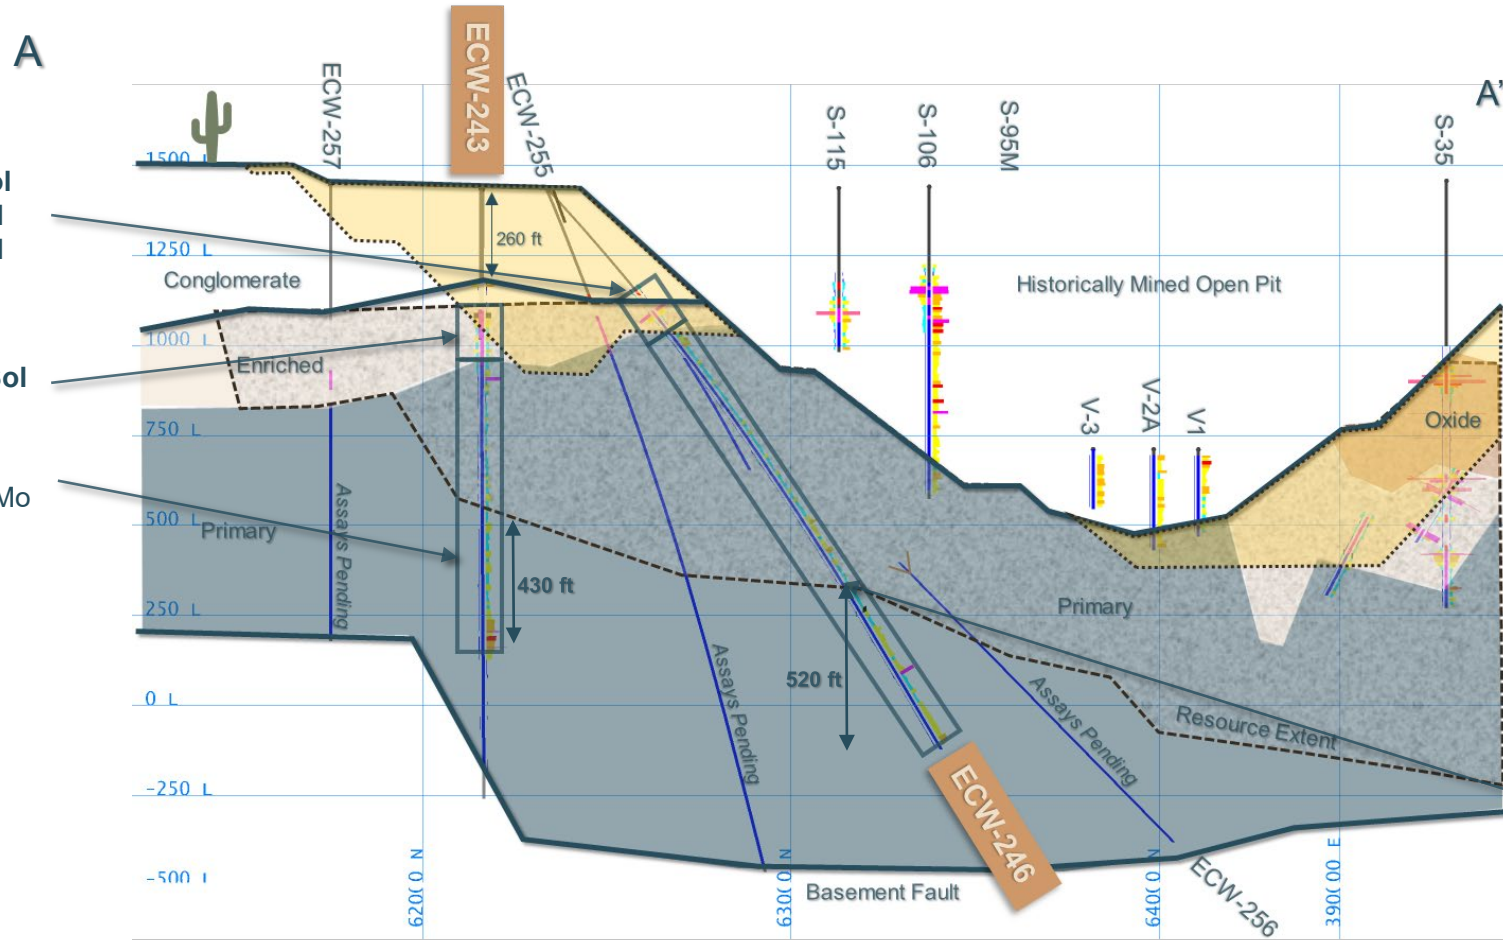 A
A'
ECW-257
ECW-243
ECW-255
S-115
S-106
S-95M
S-35
1500 L
260 ft
1250 L
Conglomerate
Historically Mined Open Pit
1000 L
Enriched
V-3
V-2A
V1
Oxide
750 L
Mo
Assays Pending
500 L
Primary
430 ft
250 L
Primary
520 ft
Assays Pending
Assays Pending
0 L
Resource Extent
-250 L
ECW-246
-500 L
Basement Fault
ECW-256